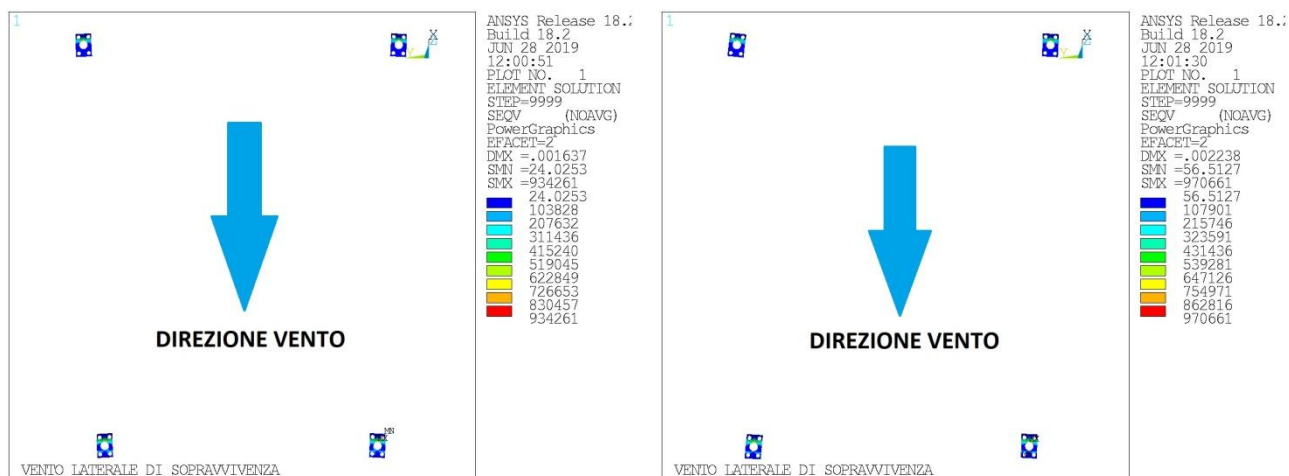 1
X
Y
ANSYS Release 18.2
Build 18.2
JUN 28 2019
12:00:51
PLOT NO. 1
ELEMENT SOLUTION
STEP=9999
SEQV (NOAVG)
PowerGraphics
EFACET=2
DMX =.001637
SMN =24.0253
SMX =934261
24.0253
103828
207632
311436
415240
519045
622849
726653
830457
934261
DIREZIONE VENTO
MN
VENTO LATERALE DI SOPRAVVIVENZA
1
X
Y
ANSYS Release 18.2
Build 18.2
JUN 28 2019
12:01:30
PLOT NO. 1
ELEMENT SOLUTION
STEP=9999
SEQV (NOAVG)
PowerGraphics
EFACET=2
DMX =.002238
SMN =56.5127
SMX =970661
56.5127
107901
215746
323591
431436
539281
647126
754971
862816
970661
DIREZIONE VENTO
VENTO LATERALE DI SOPRAVVIVENZA